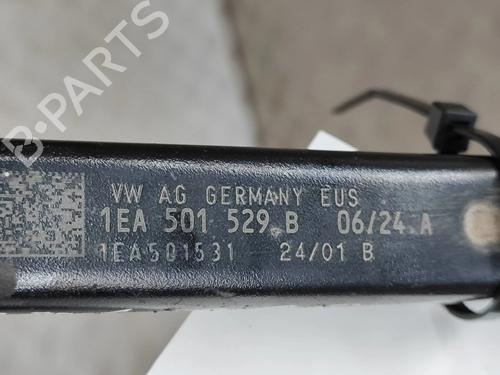 B-PARTS
VW AG GERMANY EUS
1EA 501 529 B 06/24 A
1EA501531 24/01 B